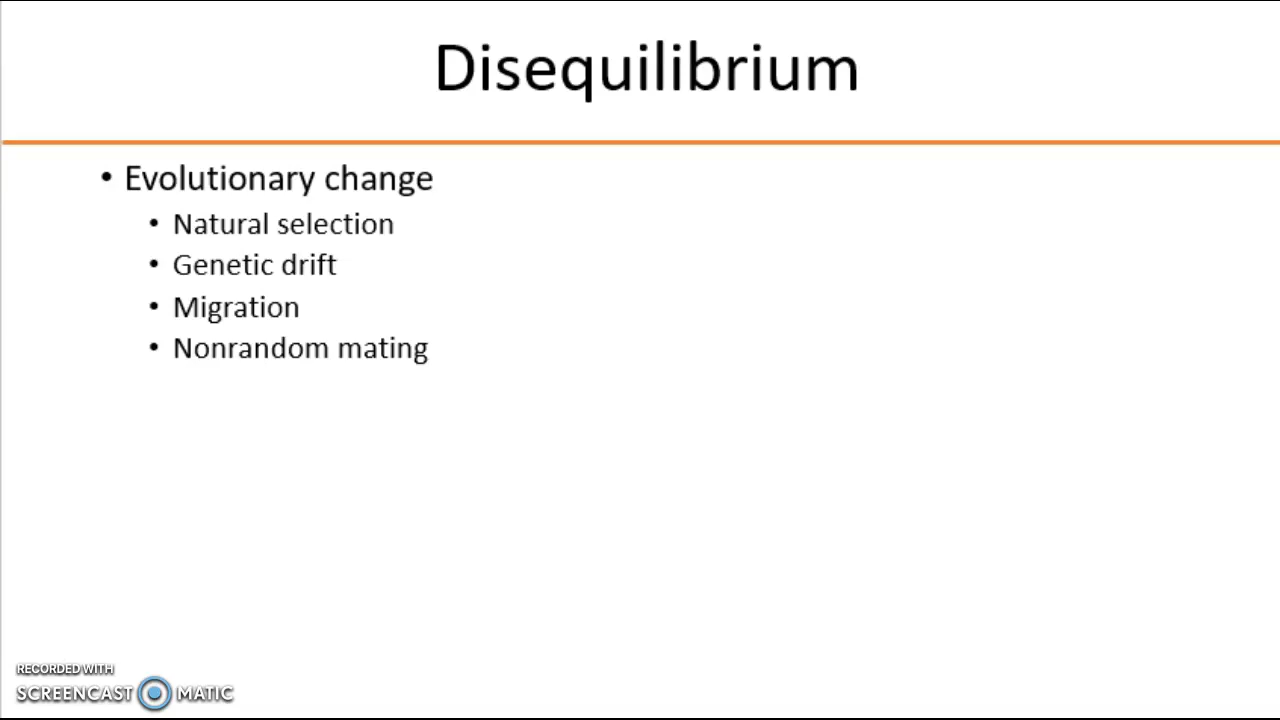 Disequilibrium
• Evolutionary change
• Natural selection
• Genetic drift
• Migration
• Nonrandom mating
RECORDED WITH
SCREENCAST MATIC